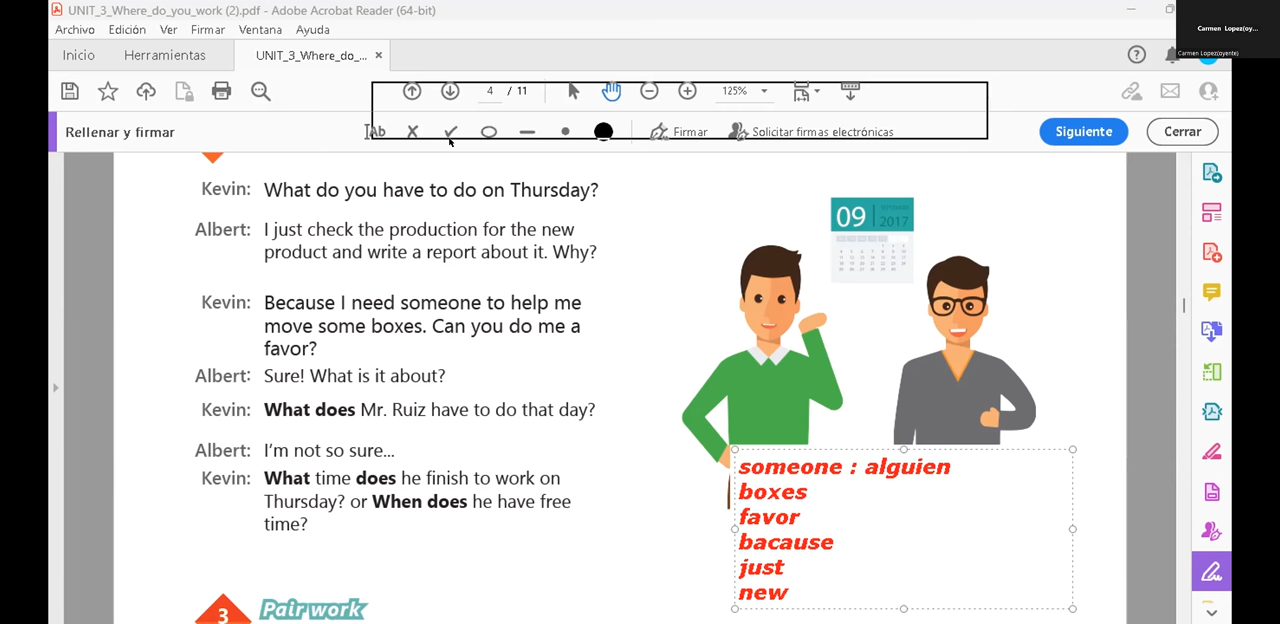 UNIT_3_Where_do_you_work (2).pdf - Adobe Acrobat Reader (64-bit)
Archivo Edición Ver Firmar Ventana Ayuda
Carmen Lopez(oy...
Carmen Lopez(oyente)
Inicio Herramientas UNIT_3_Where_do_...
4 / 11 125%
Rellenar y firmar Ab Firmar Solicitar firmas electrónicas Siguiente Cerrar
Kevin: What do you have to do on Thursday?
Albert: I just check the production for the new
product and write a report about it. Why?
Kevin: Because I need someone to help me
move some boxes. Can you do me a
favor?
Albert: Sure! What is it about?
Kevin: What does Mr. Ruiz have to do that day?
Albert: I'm not so sure...
Kevin: What time does he finish to work on
Thursday? or When does he have free
time?
09 2017
someone : alguien
boxes
favor
bacause
just
new
3 Pair work